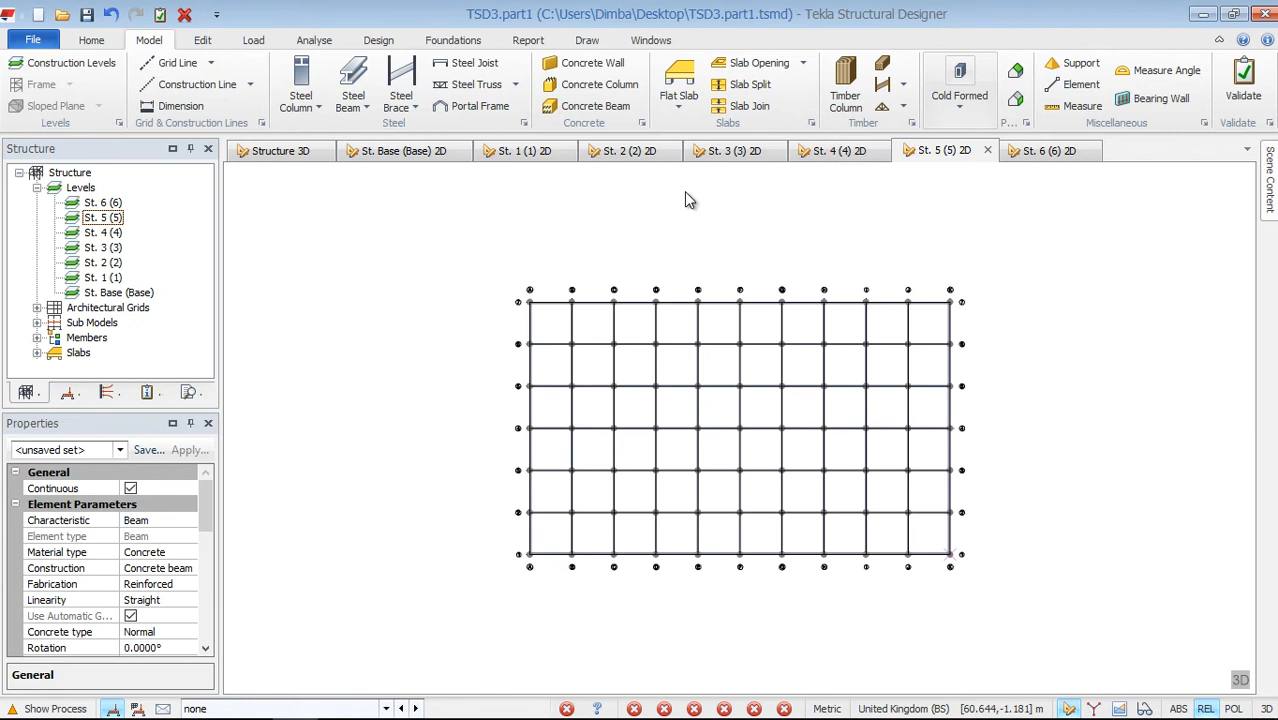 TSD3.part1 (C:\Users\Dimba\Desktop\TSD3.part1.tsmd) - Tekla Structural Designer
File Home Model Edit Load Analyse Design Foundations Report Draw Windows
Construction Levels
Frame
Sloped Plane
Levels
Grid Line
Construction Line
Dimension
Grid & Construction Lines
Steel Column
Steel Beam
Steel Brace
Steel Joist
Steel Truss
Portal Frame
Steel
Concrete Wall
Concrete Column
Concrete Beam
Concrete
Flat Slab
Slab Opening
Slab Split
Slab Join
Slabs
Timber Column
Timber
Cold Formed
P...
Support
Element
Measure
Measure Angle
Bearing Wall
Miscellaneous
Validate
Validate
Structure
Structure 3D
St. Base (Base) 2D
St. 1 (1) 2D
St. 2 (2) 2D
St. 3 (3) 2D
St. 4 (4) 2D
St. 5 (5) 2D
St. 6 (6) 2D
Scene Content
Structure
Levels
St. 6 (6)
St. 5 (5)
St. 4 (4)
St. 3 (3)
St. 2 (2)
St. 1 (1)
St. Base (Base)
Architectural Grids
Sub Models
Members
Slabs
Properties
<unsaved set> Save... Apply...
General
Continuous
Element Parameters
Characteristic Beam
Element type Beam
Material type Concrete
Construction Concrete beam
Fabrication Reinforced
Linearity Straight
Use Automatic G...
Concrete type Normal
Rotation 0.0000°
General
3D
Show Process none Metric United Kingdom (BS) [60.644,-1.181] m ABS REL POL 3D